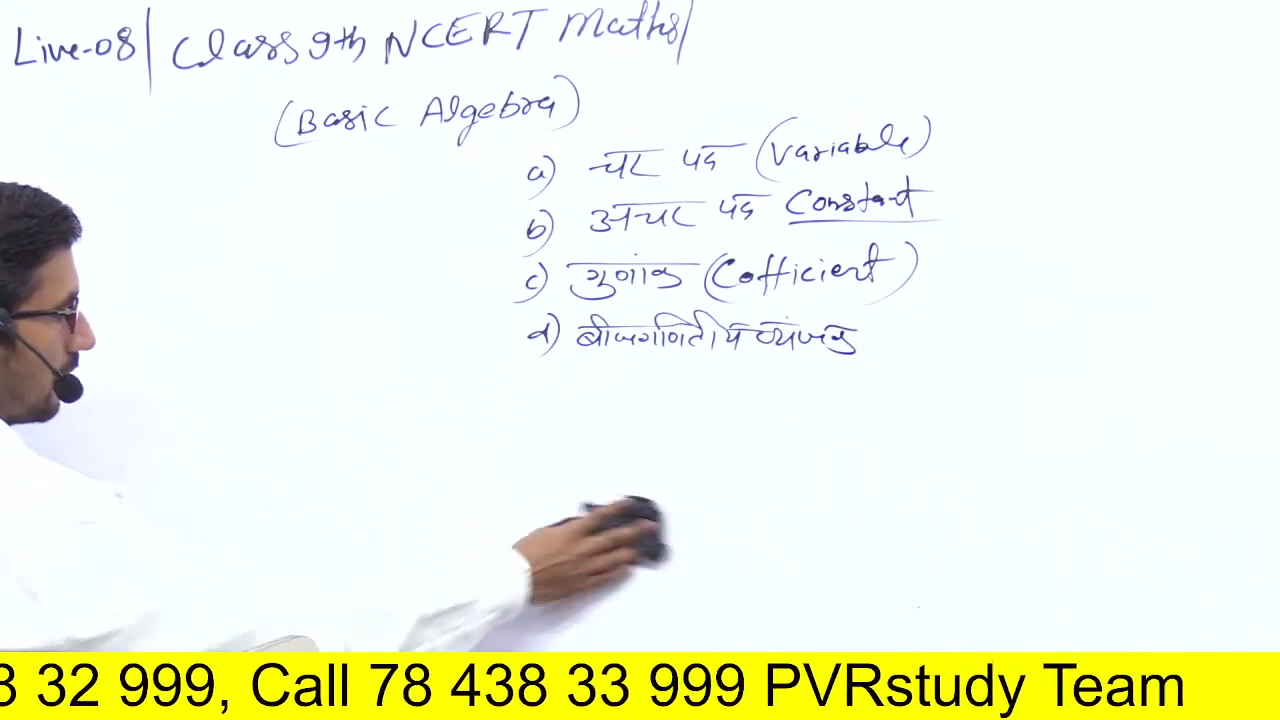 Live-08 | Class 9th NCERT Maths |
(Basic Algebra)
a) चर पद (Variable)
b) अचर पद Constant
c) गुणांक (Cofficient)
d) बीजगणितीय व्यंजक
3 32 999, Call 78 438 33 999 PVRstudy Team